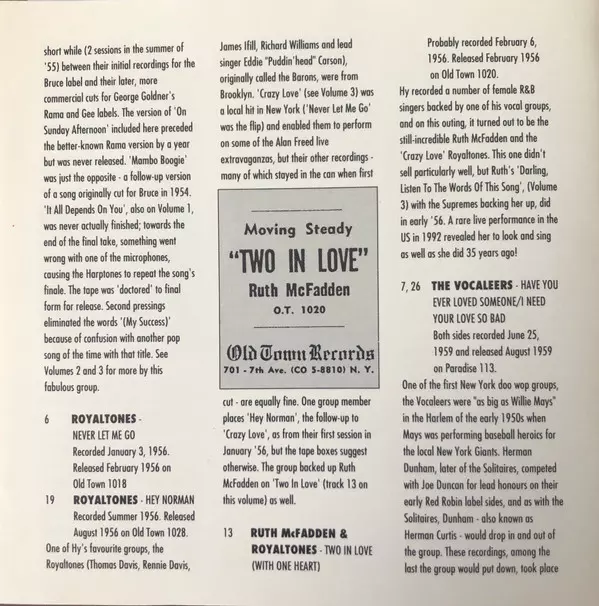 short while (2 sessions in the summer of
'55) between their initial recordings for the
Bruce label and their later, more
commercial cuts for George Goldner's
Rama and Gee labels. The version of 'On
Sunday Afternoon' included here preceded
the better-known Rama version by a year
but was never released. 'Mambo Boogie'
was just the opposite - a follow-up version
of a song originally cut for Bruce in 1954.
'It All Depends On You', also on Volume 1,
was never actually finished; towards the
end of the final take, something went
wrong with one of the microphones,
causing the Harptones to repeat the song's
finale. The tape was 'doctored' to final
form for release. Second pressings
eliminated the words '(My Success)'
because of confusion with another pop
song of the time with that title. See
Volumes 2 and 3 for more by this
fabulous group.
6 ROYALTONES -
NEVER LET ME GO
Recorded January 3, 1956.
Released February 1956 on
Old Town 1018
19 ROYALTONES - HEY NORMAN
Recorded Summer 1956. Released
August 1956 on Old Town 1028.
One of Hy's favourite groups, the
Royaltones (Thomas Davis, Rennie Davis,
James Ifill, Richard Williams and lead
singer Eddie "Puddin'head" Carson),
originally called the Barons, were from
Brooklyn. 'Crazy Love' (see Volume 3) was
a local hit in New York ('Never Let Me Go'
was the flip) and enabled them to perform
on some of the Alan Freed live
extravaganzas, but their other recordings -
many of which stayed in the can when first
Moving Steady
"TWO IN LOVE"
Ruth McFadden
O.T. 1020
Old Town Records
701 - 7th Ave. (CO 5-8810) N. Y.
cut - are equally fine. One group member
places 'Hey Norman', the follow-up to
'Crazy Love', as from their first session in
January '56, but the tape boxes suggest
otherwise. The group backed up Ruth
McFadden on 'Two In Love' (track 13 on
this volume) as well.
13 RUTH McFADDEN &
ROYALTONES - TWO IN LOVE
(WITH ONE HEART)
Probably recorded February 6,
1956. Released February 1956
on Old Town 1020.
Hy recorded a number of female R&B
singers backed by one of his vocal groups,
and on this outing, it turned out to be the
still-incredible Ruth McFadden and the
'Crazy Love' Royaltones. This one didn't
sell particularly well, but Ruth's 'Darling,
Listen To The Words Of This Song', (Volume
3) with the Supremes backing her up, did
in early '56. A rare live performance in the
US in 1992 revealed her to look and sing
as well as she did 35 years ago!
7, 26 THE VOCALEERS - HAVE YOU
EVER LOVED SOMEONE/I NEED
YOUR LOVE SO BAD
Both sides recorded June 25,
1959 and released August 1959
on Paradise 113.
One of the first New York doo wop groups,
the Vocaleers were "as big as Willie Mays"
in the Harlem of the early 1950s when
Mays was performing baseball heroics for
the local New York Giants. Herman
Dunham, later of the Solitaires, competed
with Joe Duncan for lead honours on their
early Red Robin label sides, and as with the
Solitaires, Dunham - also known as
Herman Curtis - would drop in and out of
the group. These recordings, among the
last the group would put down, took place